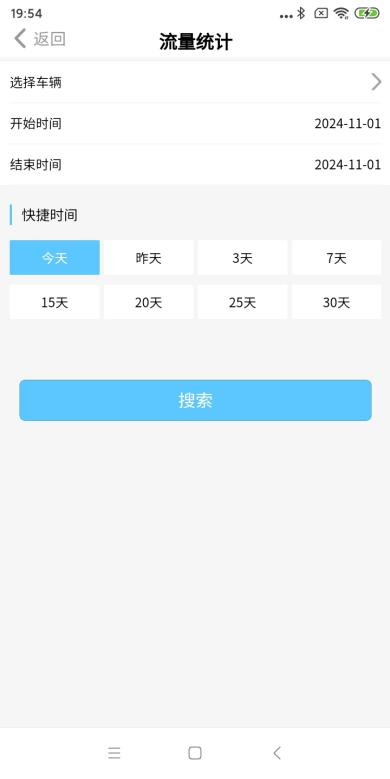 19:54
返回
流量统计
选择车辆
开始时间 2024-11-01
结束时间 2024-11-01
快捷时间
今天 昨天 3天 7天
15天 20天 25天 30天
搜索